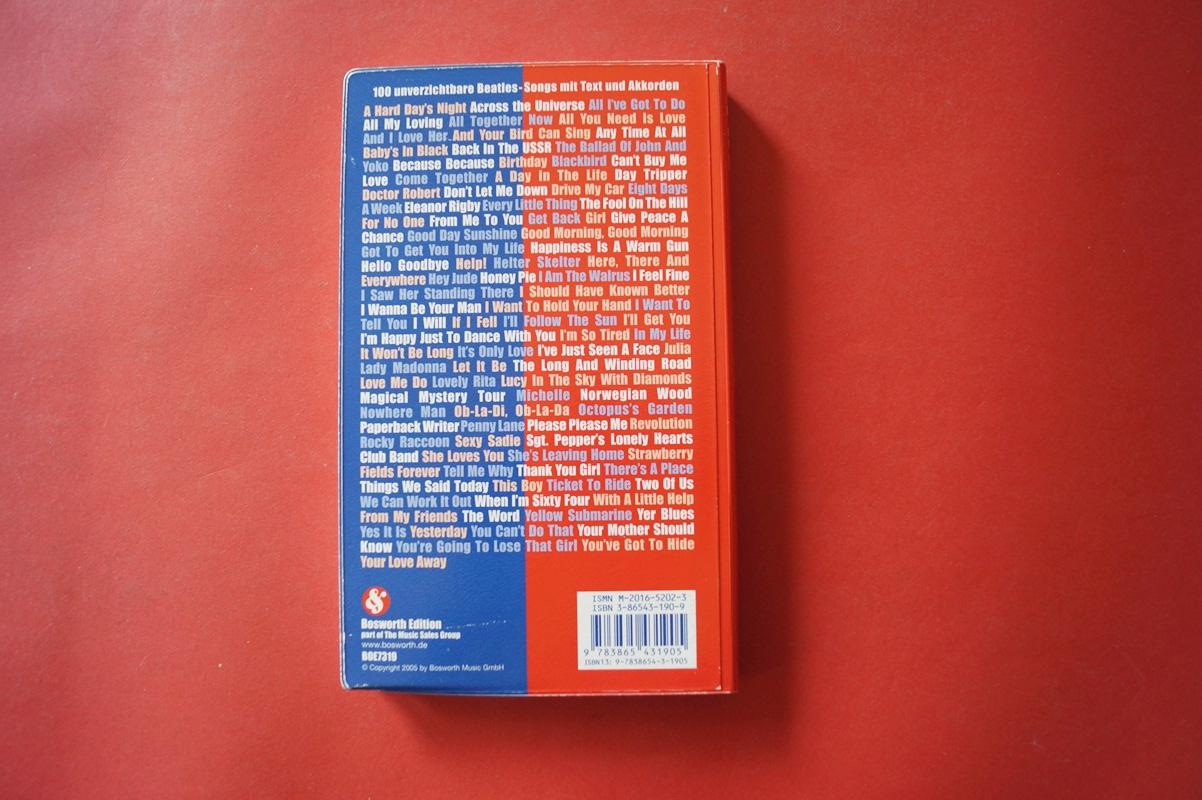 100 unverzichtbare Beatles-Songs mit Text und Akkorden
A Hard Day's Night Across the Universe All I've Got To Do
All My Loving All Together Now All You Need Is Love
And I Love Her And Your Bird Can Sing Any Time At All
Baby's In Black Back In The USSR The Ballad Of John And
Yoko Because Because Birthday Blackbird Can't Buy Me
Love Come Together A Day In The Life Day Tripper
Doctor Robert Don't Let Me Down Drive My Car Eight Days
A Week Eleanor Rigby Every Little Thing The Fool On The Hill
For No One From Me To You Get Back Girl Give Peace A
Chance Good Day Sunshine Good Morning, Good Morning
Got To Get You Into My Life Happiness Is A Warm Gun
Hello Goodbye Help! Helter Skelter Here, There And
Everywhere Hey Jude Honey Pie I Am The Walrus I Feel Fine
I Saw Her Standing There I Should Have Known Better
I Wanna Be Your Man I Want To Hold Your Hand I Want To
Tell You I Will If I Fell I'll Follow The Sun I'll Get You
I'm Happy Just To Dance With You I'm So Tired In My Life
It Won't Be Long It's Only Love I've Just Seen A Face Julia
Lady Madonna Let It Be The Long And Winding Road
Love Me Do Lovely Rita Lucy In The Sky With Diamonds
Magical Mystery Tour Michelle Norwegian Wood
Nowhere Man Ob-La-Di, Ob-La-Da Octopus's Garden
Paperback Writer Penny Lane Please Please Me Revolution
Rocky Raccoon Sexy Sadie Sgt. Pepper's Lonely Hearts
Club Band She Loves You She's Leaving Home Strawberry
Fields Forever Tell Me Why Thank You Girl There's A Place
Things We Said Today This Boy Ticket To Ride Two Of Us
We Can Work It Out When I'm Sixty Four With A Little Help
From My Friends The Word Yellow Submarine Yer Blues
Yes It Is Yesterday You Can't Do That Your Mother Should
Know You're Going To Lose That Girl You've Got To Hide
Your Love Away
Bosworth Edition
part of The Music Sales Group
www.bosworth.de
BOE7319
© Copyright 2005 by Bosworth Music GmbH
ISMN M-2016-5202-3
ISBN 3-86543-190-9
9 783865 431905
ISBN13: 9-7838654-3-1905